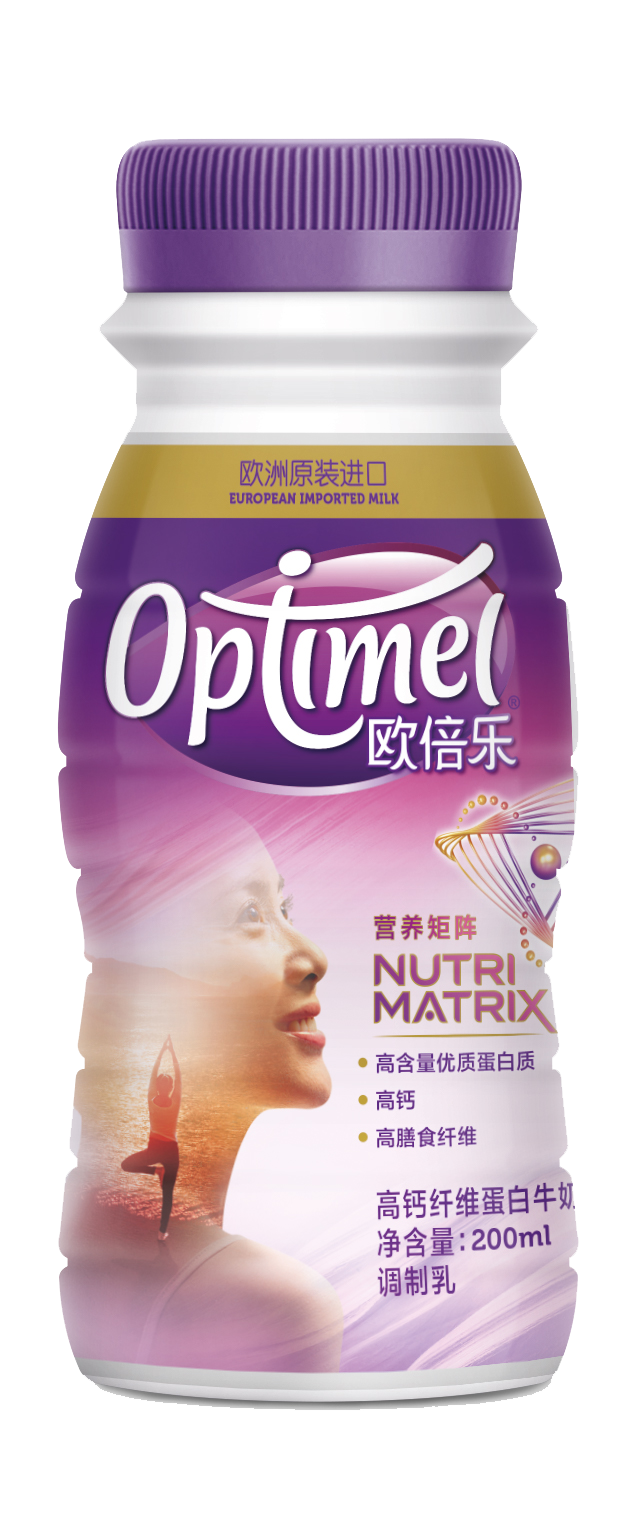 欧洲原装进口
EUROPEAN IMPORTED MILK
Optimel®
欧倍乐
营养矩阵
NUTRI
MATRIX
高含量优质蛋白质
高钙
高膳食纤维
高钙纤维蛋白牛奶
净含量:200ml
调制乳